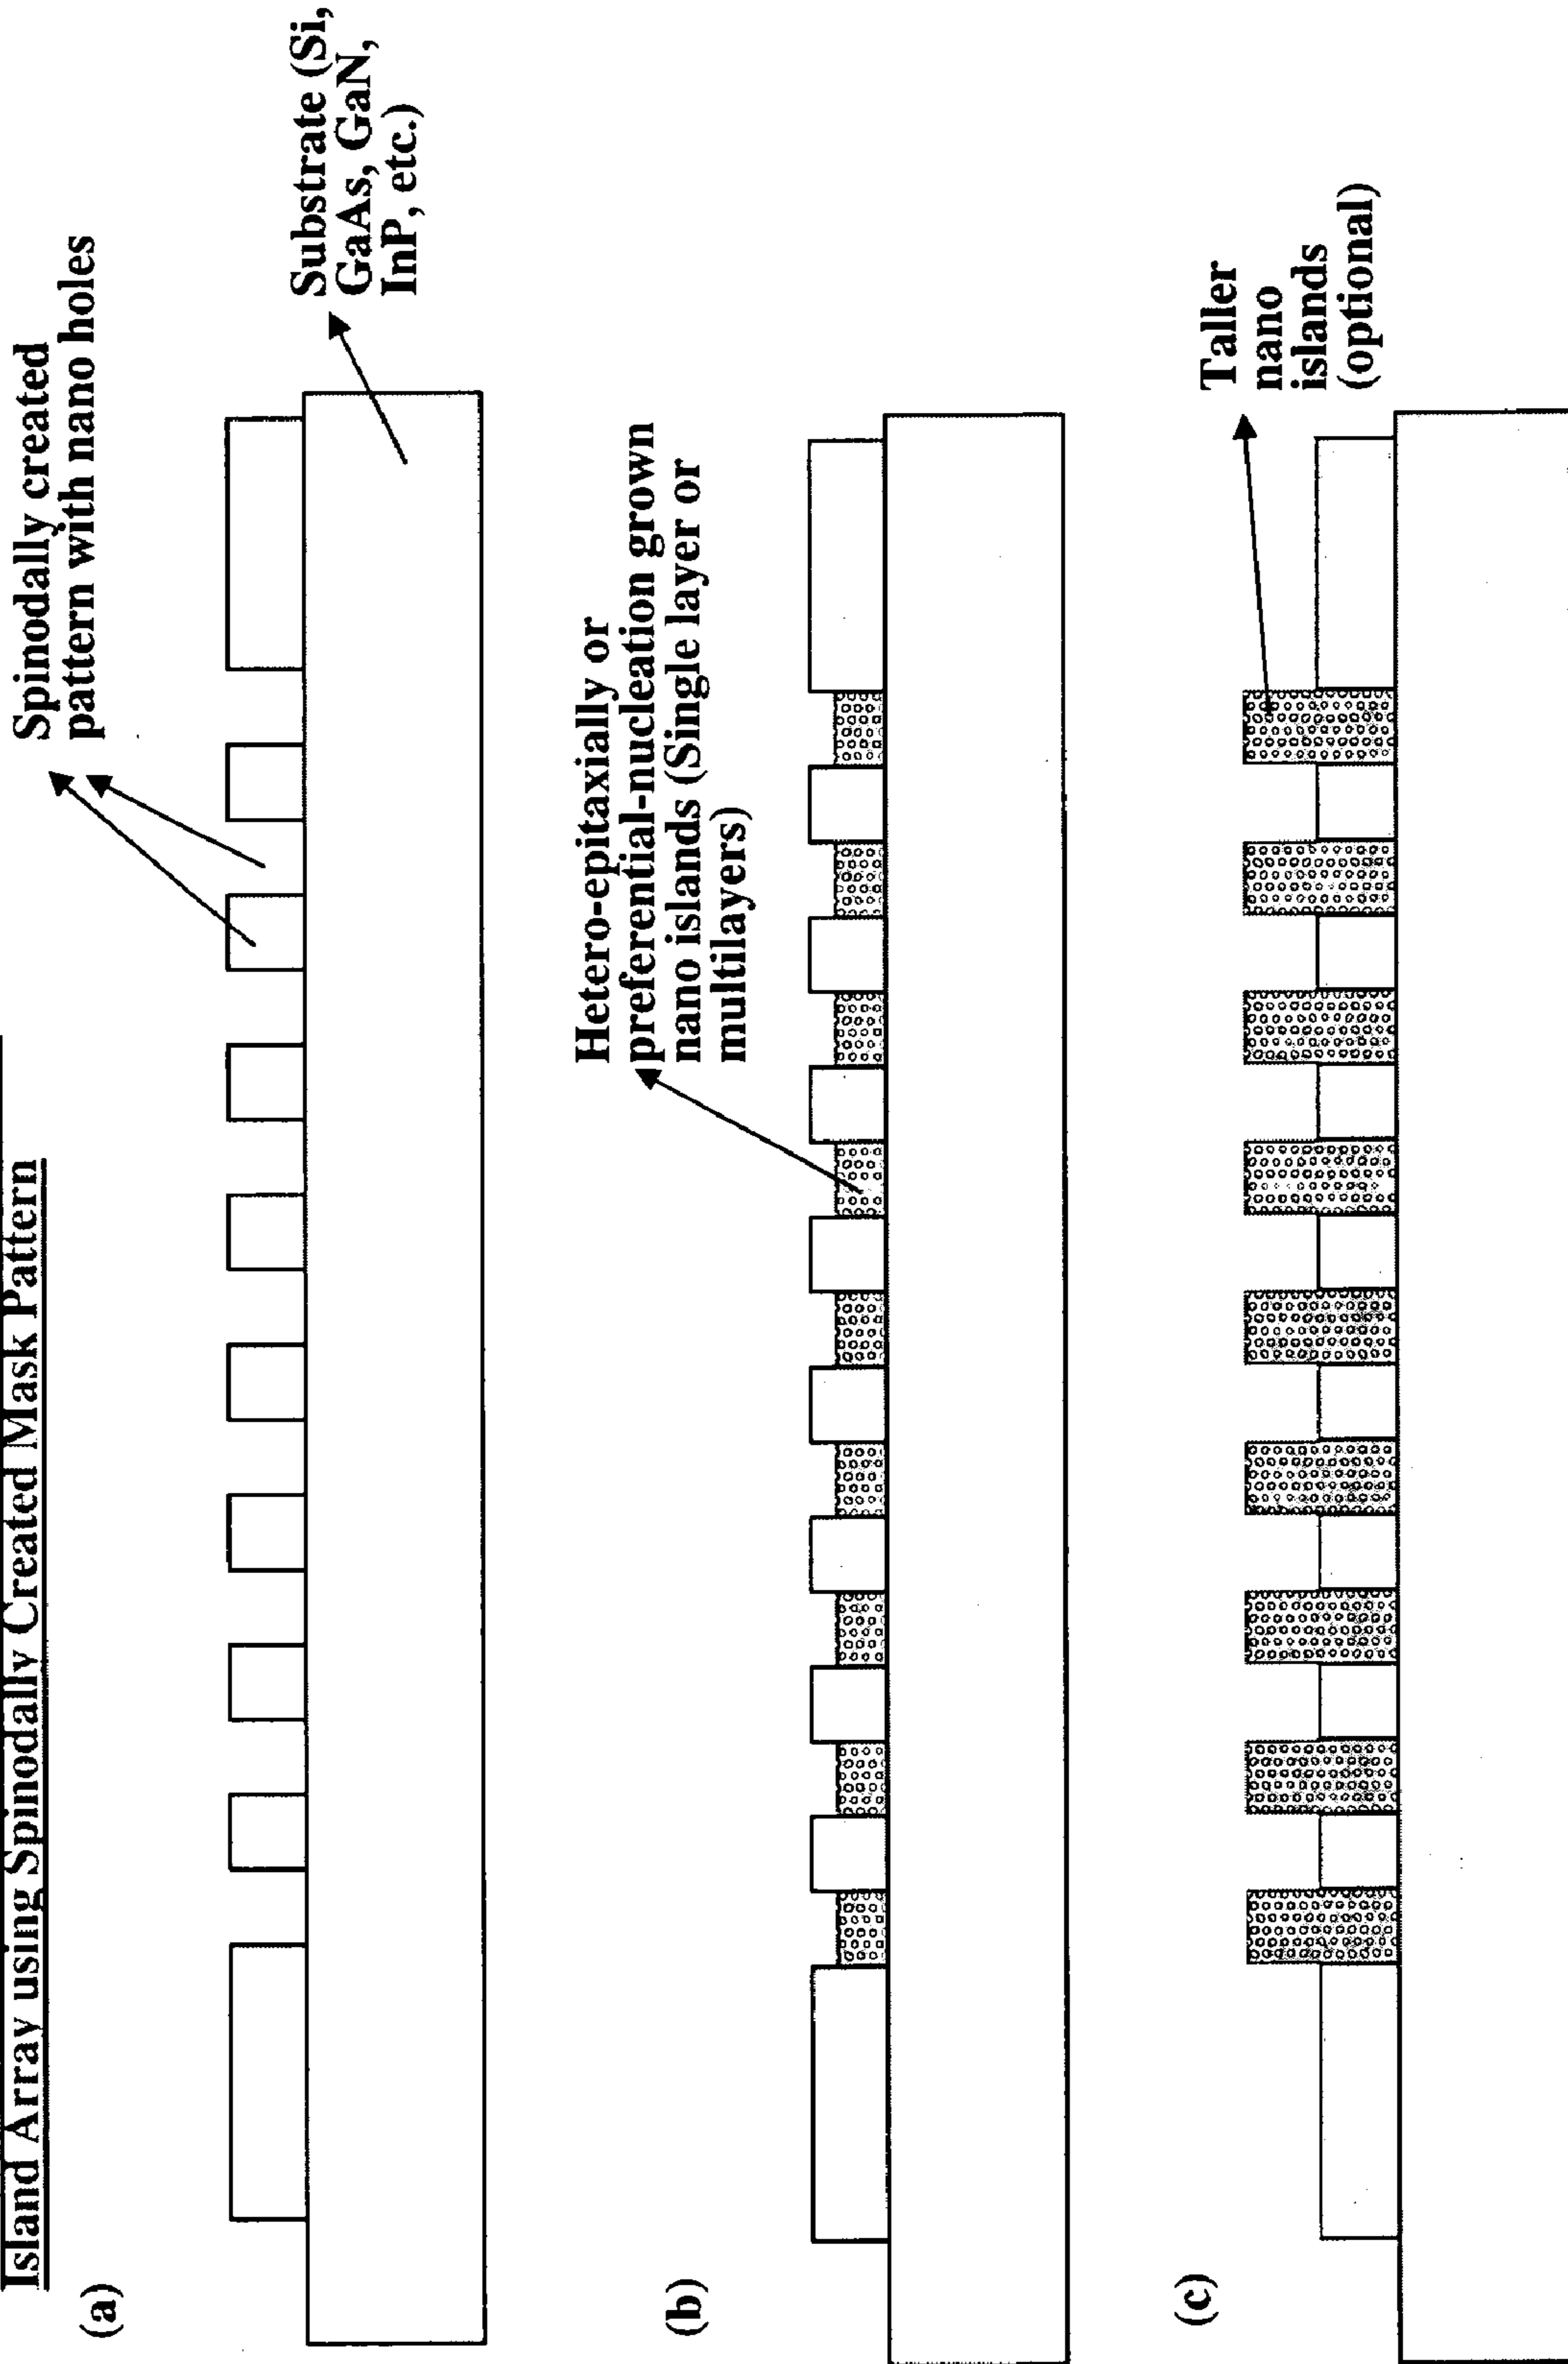 Island Array using Spinodally Created Mask Pattern
(a)
Spinodally created
pattern with nano holes
Substrate (Si,
GaAs, GaN,
InP, etc.)
(b)
Hetero-epitaxially or
preferential-nucleation grown
nano islands (Single layer or
multilayers)
(c)
Taller
nano
islands
(optional)